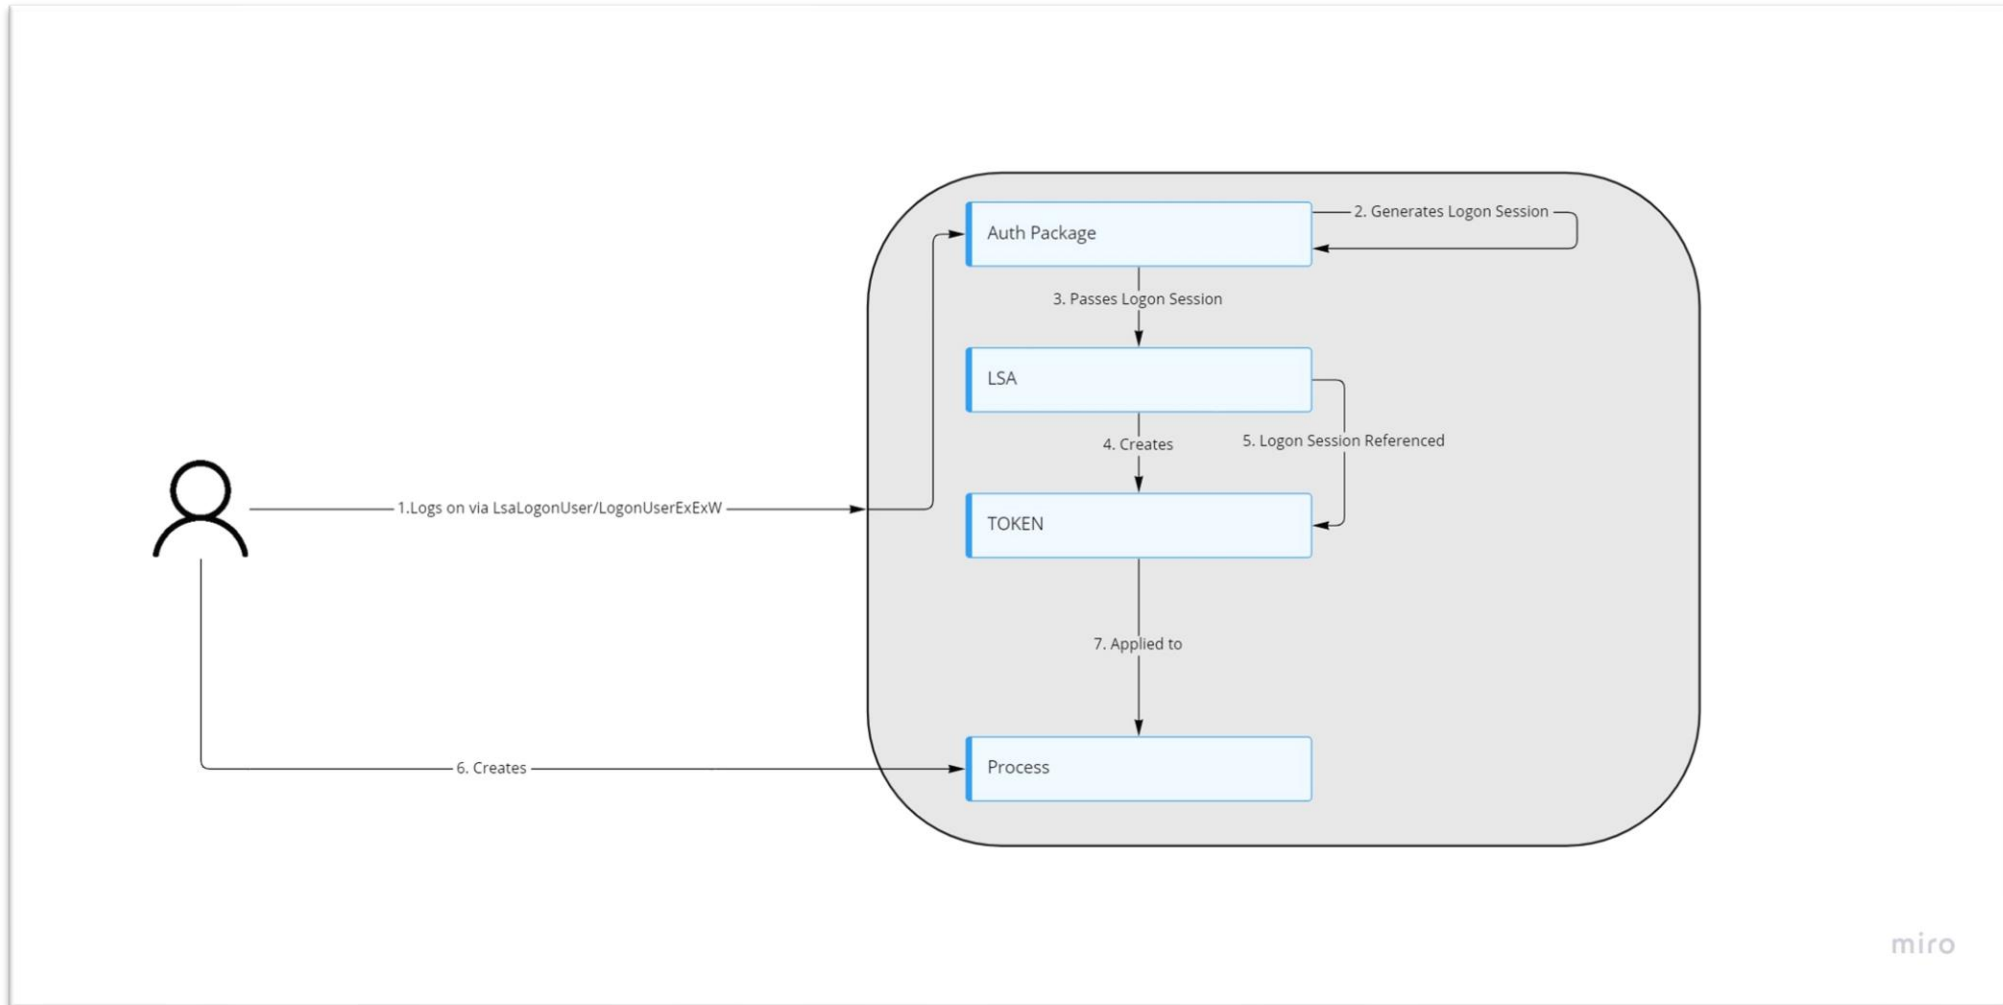 Auth Package
2. Generates Logon Session
3. Passes Logon Session
LSA
4. Creates
5. Logon Session Referenced
1.Logs on via LsaLogonUser/LogonUserExExW
TOKEN
7. Applied to
6. Creates
Process
miro